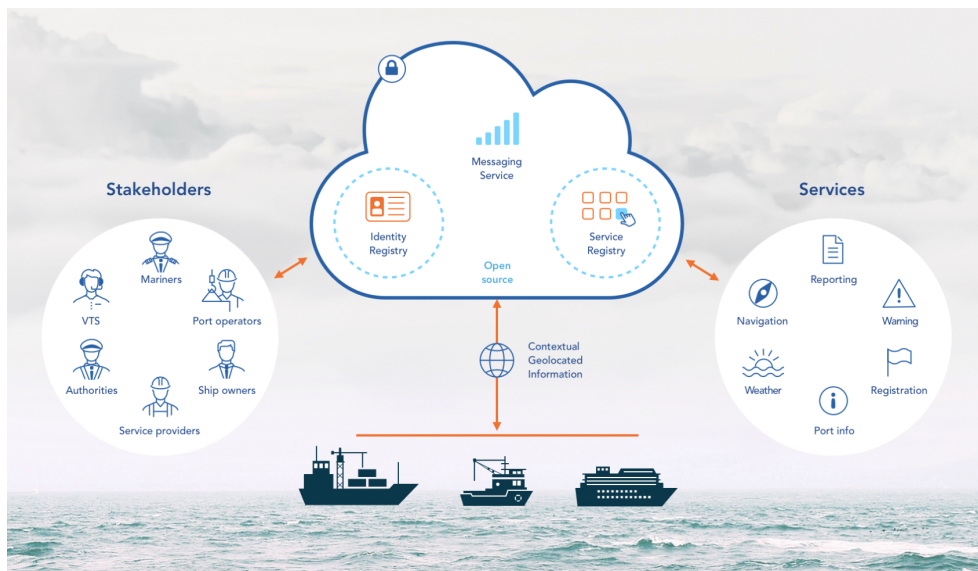 Messaging
Service
Stakeholders
Services
Identity
Registry
Service
Registry
Open
source
Mariners
VTS
Port operators
Authorities
Ship owners
Service providers
Reporting
Navigation
Warning
Weather
Registration
Port info
Contextual
Geolocated
Information